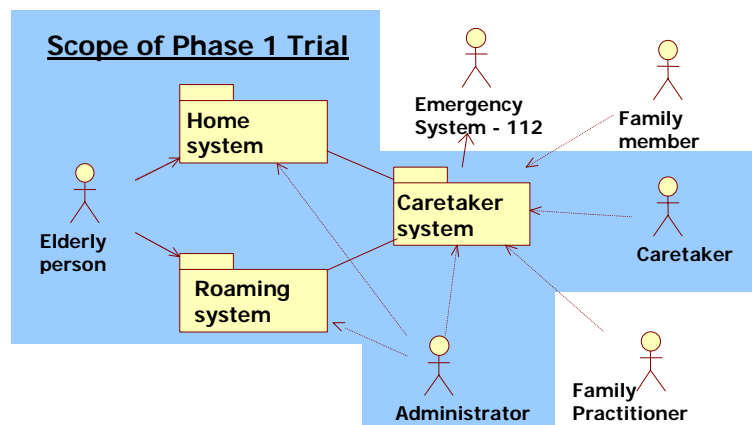 Scope of Phase 1 Trial
Emergency
System - 112
Family
member
Home
system
Caretaker
system
Elderly
person
Caretaker
Roaming
system
Administrator
Family
Practitioner